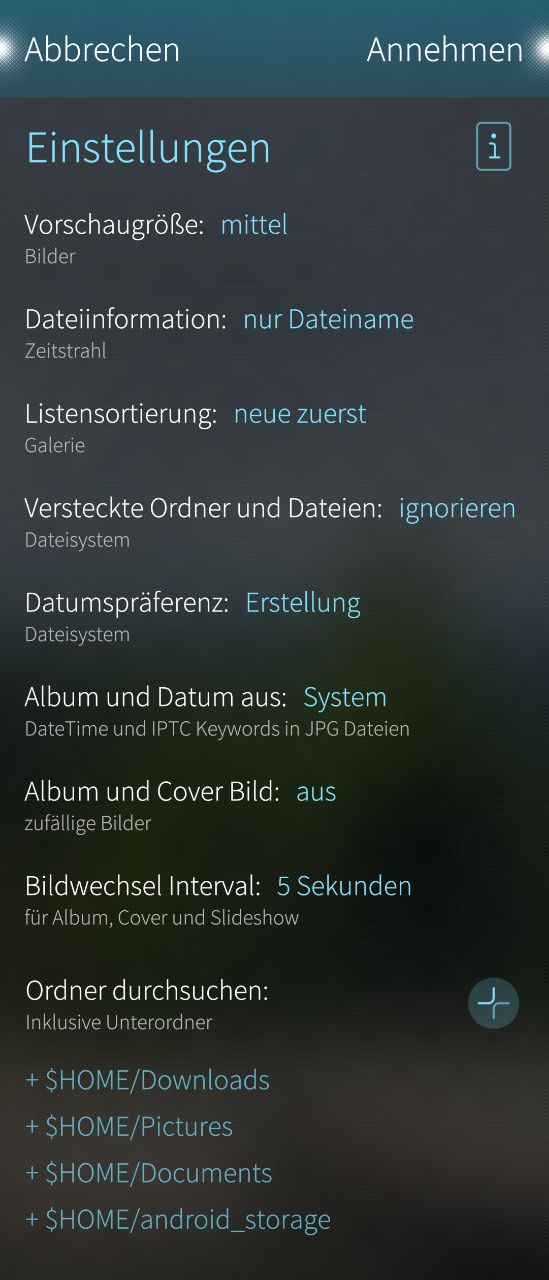 Abbrechen Annehmen
Einstellungen i
Vorschaugröße: mittel
Bilder
Dateiinformation: nur Dateiname
Zeitstrahl
Listensortierung: neue zuerst
Galerie
Versteckte Ordner und Dateien: ignorieren
Dateisystem
Datumspräferenz: Erstellung
Dateisystem
Album und Datum aus: System
DateTime und IPTC Keywords in JPG Dateien
Album und Cover Bild: aus
zufällige Bilder
Bildwechsel Interval: 5 Sekunden
für Album, Cover und Slideshow
Ordner durchsuchen:
Inklusive Unterordner
+ $HOME/Downloads
+ $HOME/Pictures
+ $HOME/Documents
+ $HOME/android_storage